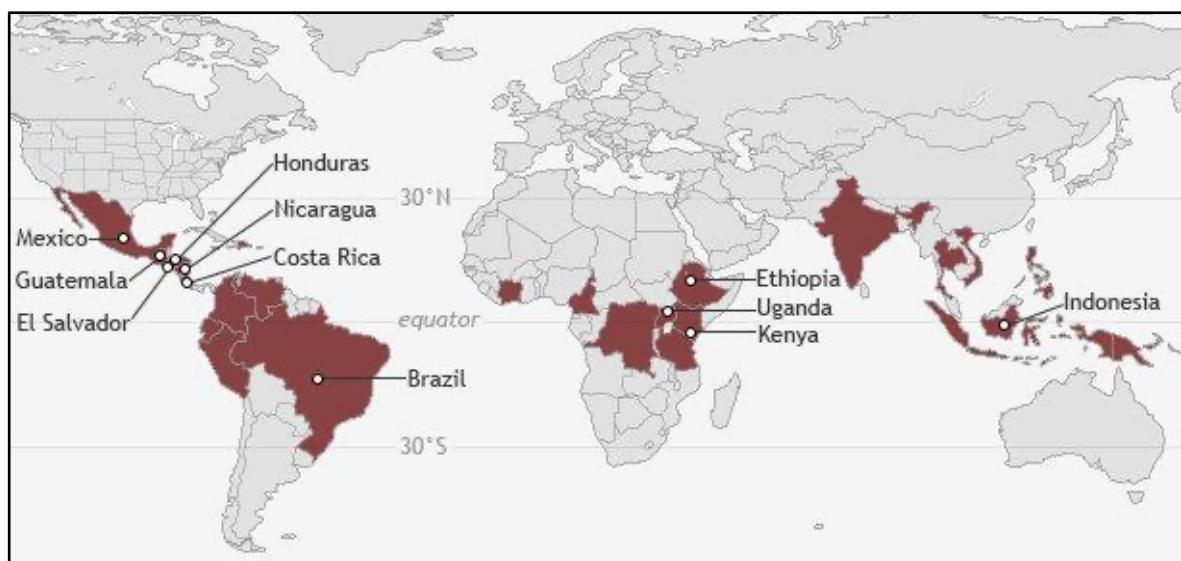 Honduras
30°N
Nicaragua
Mexico
Costa Rica
Guatemala
Ethiopia
Indonesia
Uganda
El Salvador
equator
Kenya
Brazil
30°S